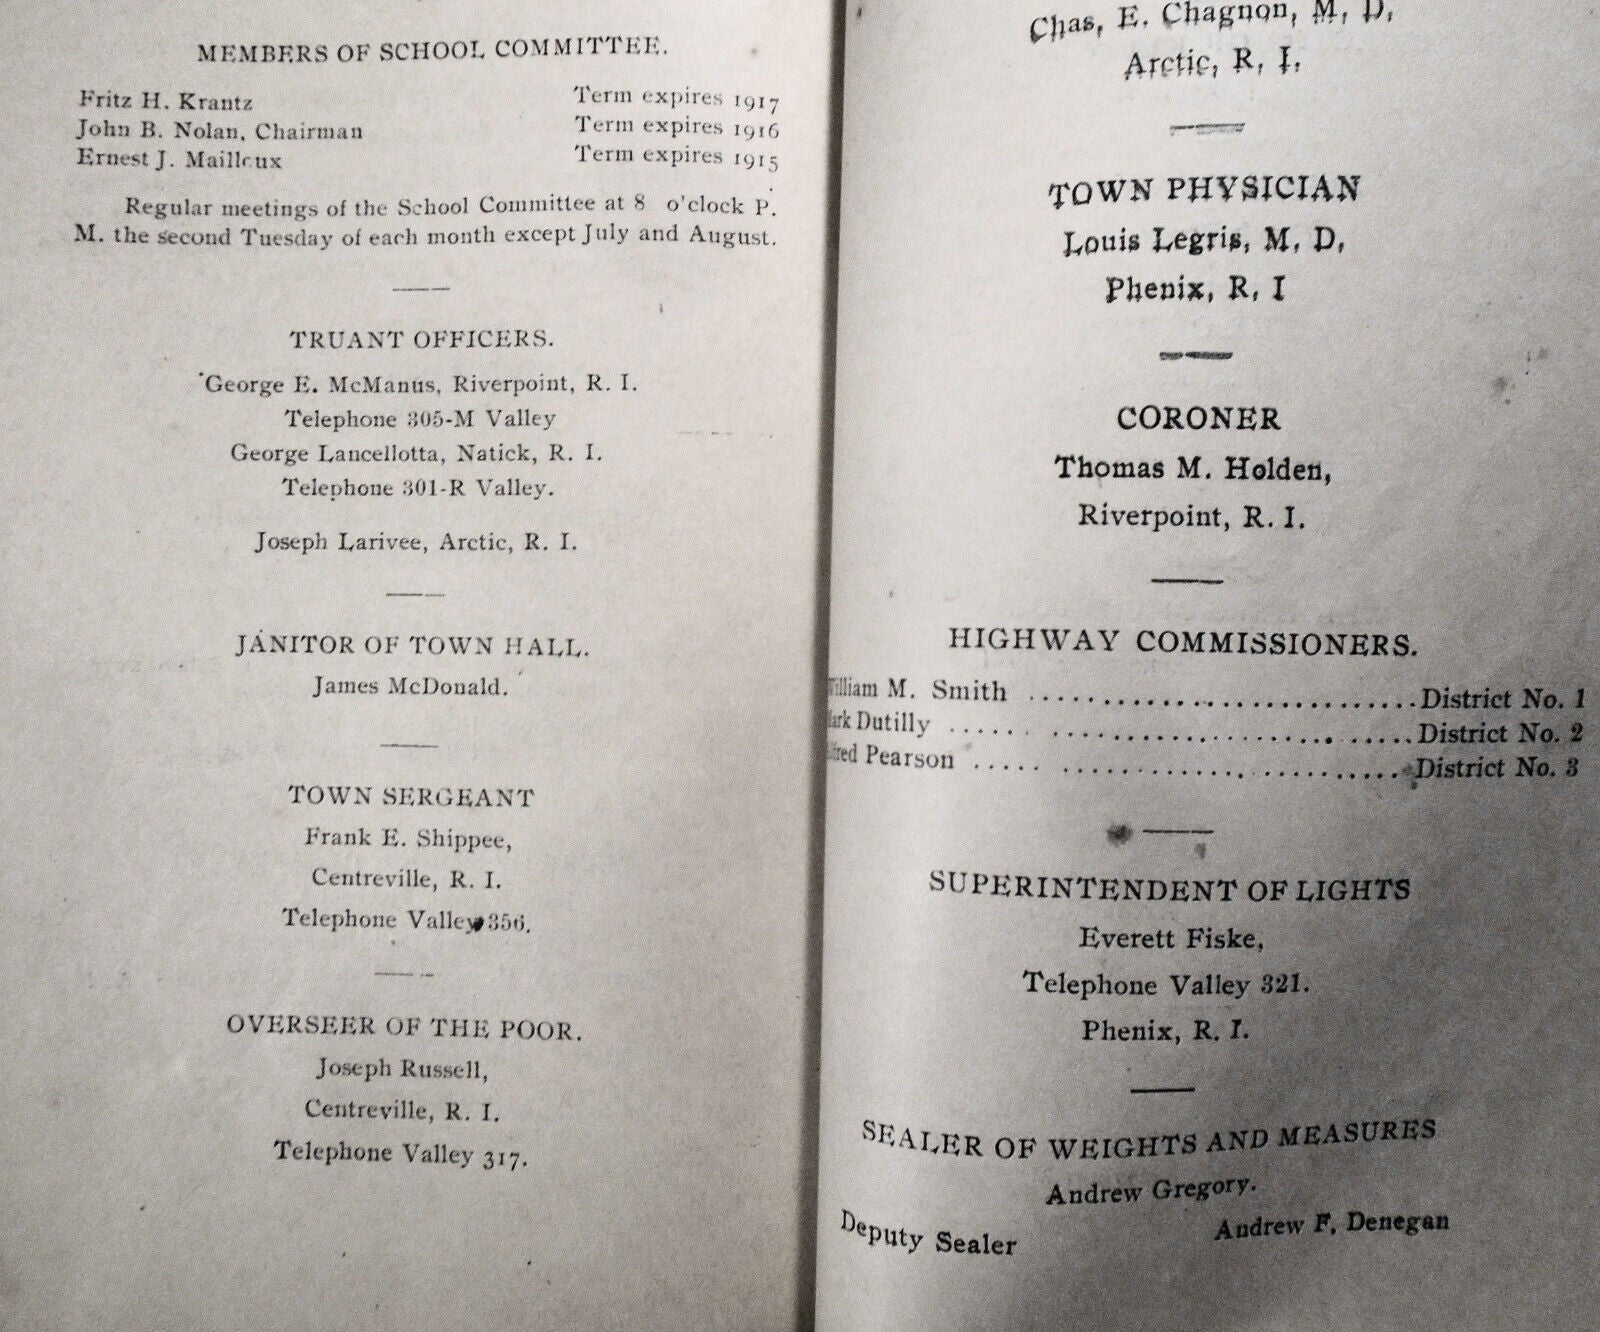 MEMBERS OF SCHOOL COMMITTEE.
Fritz H. Krantz Term expires 1917
John B. Nolan, Chairman Term expires 1916
Ernest J. Mailloux Term expires 1915
Regular meetings of the School Committee at 8 o'clock P.
M. the second Tuesday of each month except July and August.
TRUANT OFFICERS.
George E. McManus, Riverpoint, R. I.
Telephone 305-M Valley
George Lancellotta, Natick, R. I.
Telephone 301-R Valley.
Joseph Larivee, Arctic, R. I.
JANITOR OF TOWN HALL.
James McDonald.
TOWN SERGEANT
Frank E. Shippee,
Centreville, R. I.
Telephone Valley 356.
OVERSEER OF THE POOR.
Joseph Russell,
Centreville, R. I.
Telephone Valley 317.
Chas, E. Chagnon, M, D,
Arctic, R, I,
TOWN PHYSICIAN
Louis Legris, M, D,
Phenix, R, I
CORONER
Thomas M. Holden,
Riverpoint, R. I.
HIGHWAY COMMISSIONERS.
William M. Smith ................................ District No. 1
Mark Dutilly ................................ District No. 2
Pearson ................................ District No. 3
SUPERINTENDENT OF LIGHTS
Everett Fiske,
Telephone Valley 321.
Phenix, R. I.
SEALER OF WEIGHTS AND MEASURES
Andrew Gregory.
Deputy Sealer Andrew F. Denegan